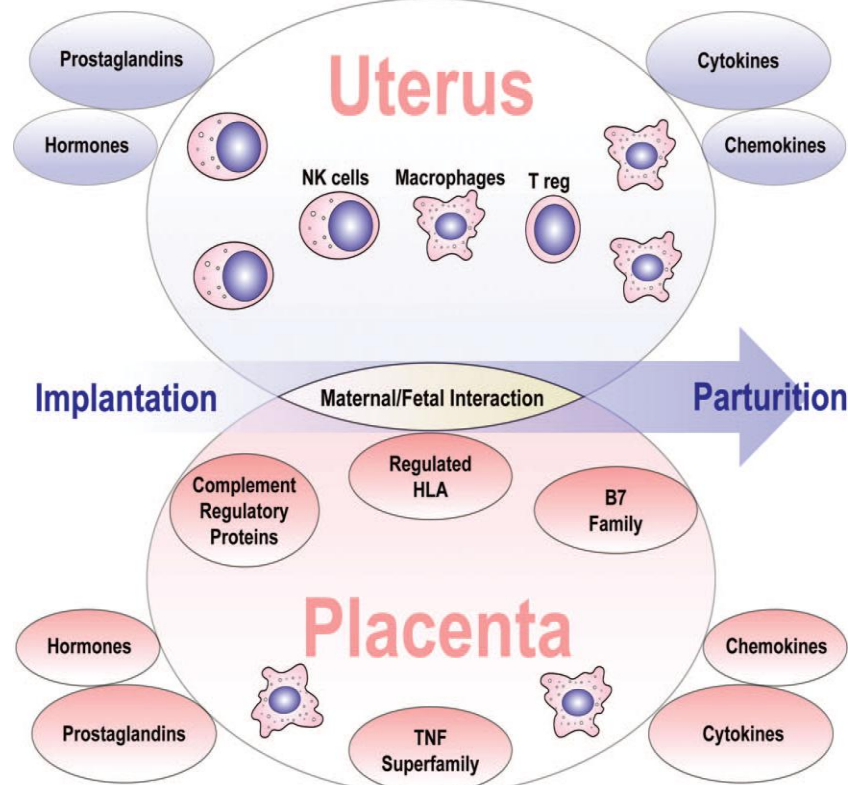 Prostaglandins
Cytokines
Uterus
Hormones
Chemokines
NK cells
Macrophages
T reg
Implantation
Maternal/Fetal Interaction
Parturition
Regulated
HLA
Complement
Regulatory
Proteins
B7
Family
Placenta
Hormones
Chemokines
Prostaglandins
TNF
Superfamily
Cytokines